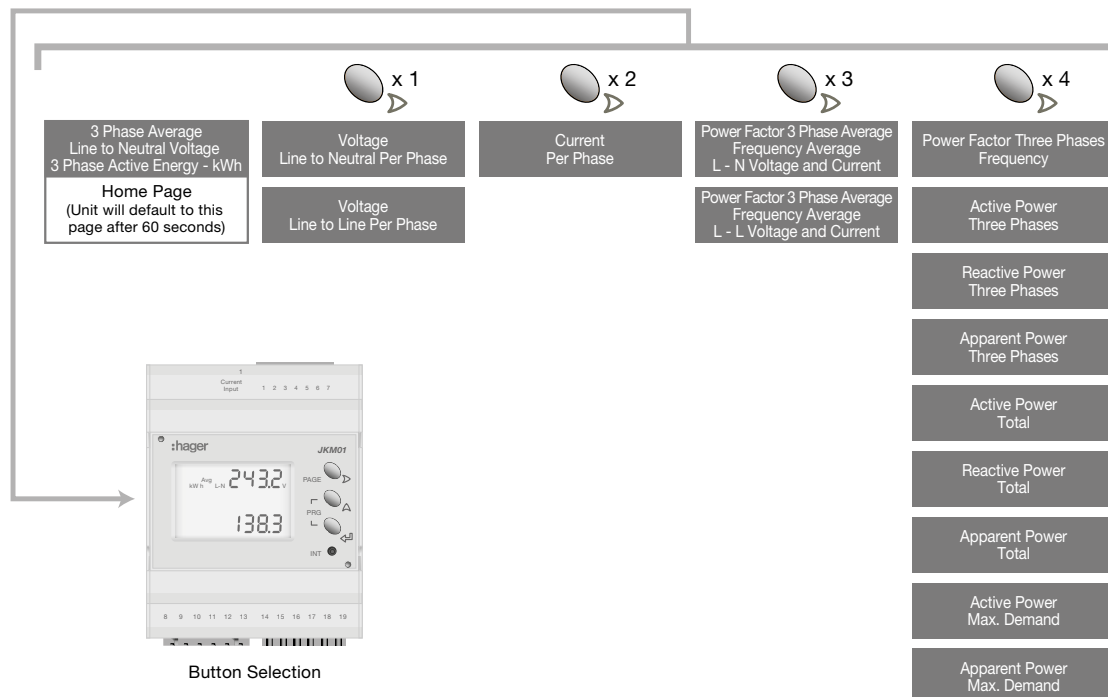 x 1
x 2
x 3
x 4
3 Phase Average
Line to Neutral Voltage
3 Phase Active Energy - kWh
Home Page
(Unit will default to this
page after 60 seconds)
Voltage
Line to Neutral Per Phase
Voltage
Line to Line Per Phase
Current
Per Phase
Power Factor 3 Phase Average
Frequency Average
L - N Voltage and Current
Power Factor 3 Phase Average
Frequency Average
L - L Voltage and Current
Power Factor Three Phases
Frequency
Active Power
Three Phases
Reactive Power
Three Phases
Apparent Power
Three Phases
Active Power
Total
Reactive Power
Total
Apparent Power
Total
Active Power
Max. Demand
Apparent Power
Max. Demand
1
Current
Input
1 2 3 4 5 6 7
:hager
JKM01
Avg
kW h L-N 243.2 V
138.3
PAGE
PRG
INT
8 9 10 11 12 13 14 15 16 17 18 19
Button Selection